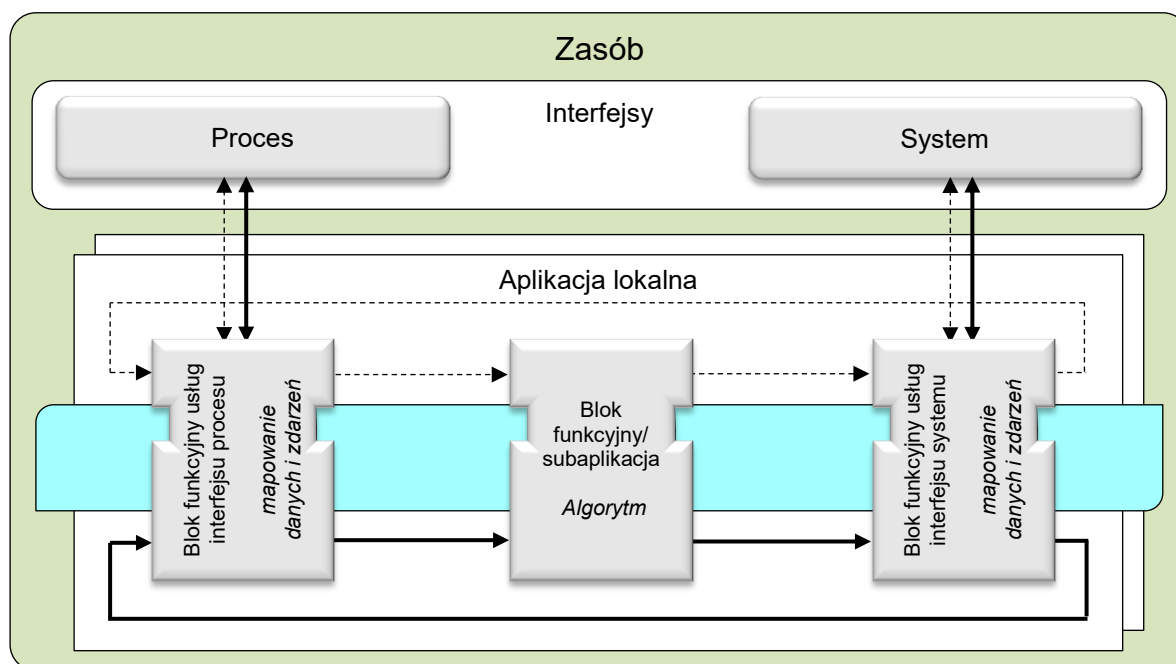 Zasób
Interfejsy
Proces
System
Aplikacja lokalna
Blok funkcyjny usług
interfejsu procesu
mapowanie
danych i zdarzeń
Blok
funkcyjny/
subaplikacja
Algorytm
Blok funkcyjny usług
interfejsu systemu
mapowanie
danych i zdarzeń